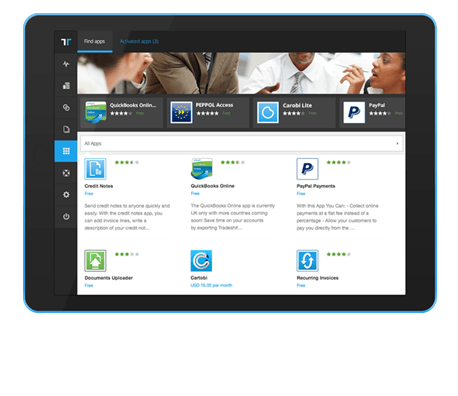 Find apps
Activated apps (3)
QuickBooks Onlin...
Free
PEPPOL Access
Free
Carobi Lite
Free
PayPal
Free
All Apps
Credit Notes
Free
Send credit notes to anyone quickly and
easily. With the credit notes app, you
can add invoice lines, write a
description of your credit not...
QuickBooks Online
Free
The QuickBooks Online app is currently
UK only with more countries coming
soon! Save time on your accounts
by exporting Tradeshif...
PayPal Payments
Free
With this App You Can: - Collect online
payments at a flat fee instead of a
percentage - Allow your customers to
pay you directly from the ...
Documents Uploader
Free
Cartobi
USD 15.00 per month
Recurring Invoices
Free